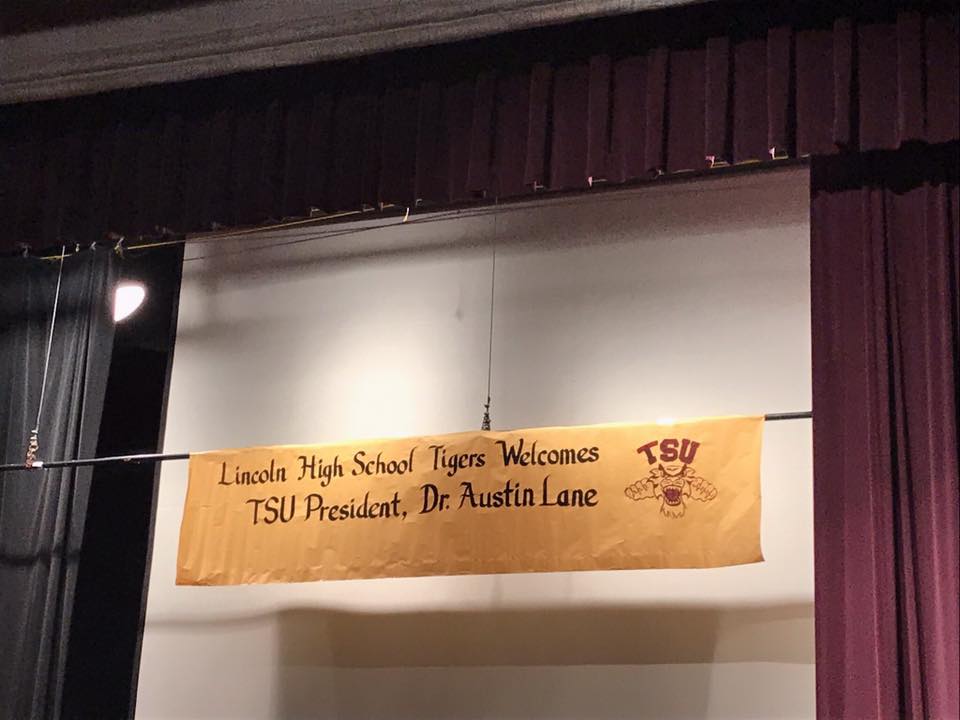 Lincoln High School Tigers Welcomes
TSU President, Dr. Austin Lane
TSU